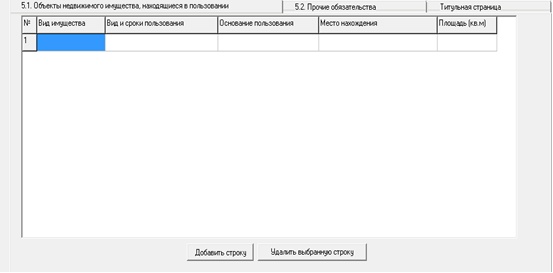 5.1. Объекты недвижимого имущества, находящиеся в пользовании 5.2. Прочие обязательства Титульная страница
№ Вид имущества Вид и сроки пользования Основание пользования Место нахождения Площадь (кв.м)
1
Добавить строку Удалить выбранную строку